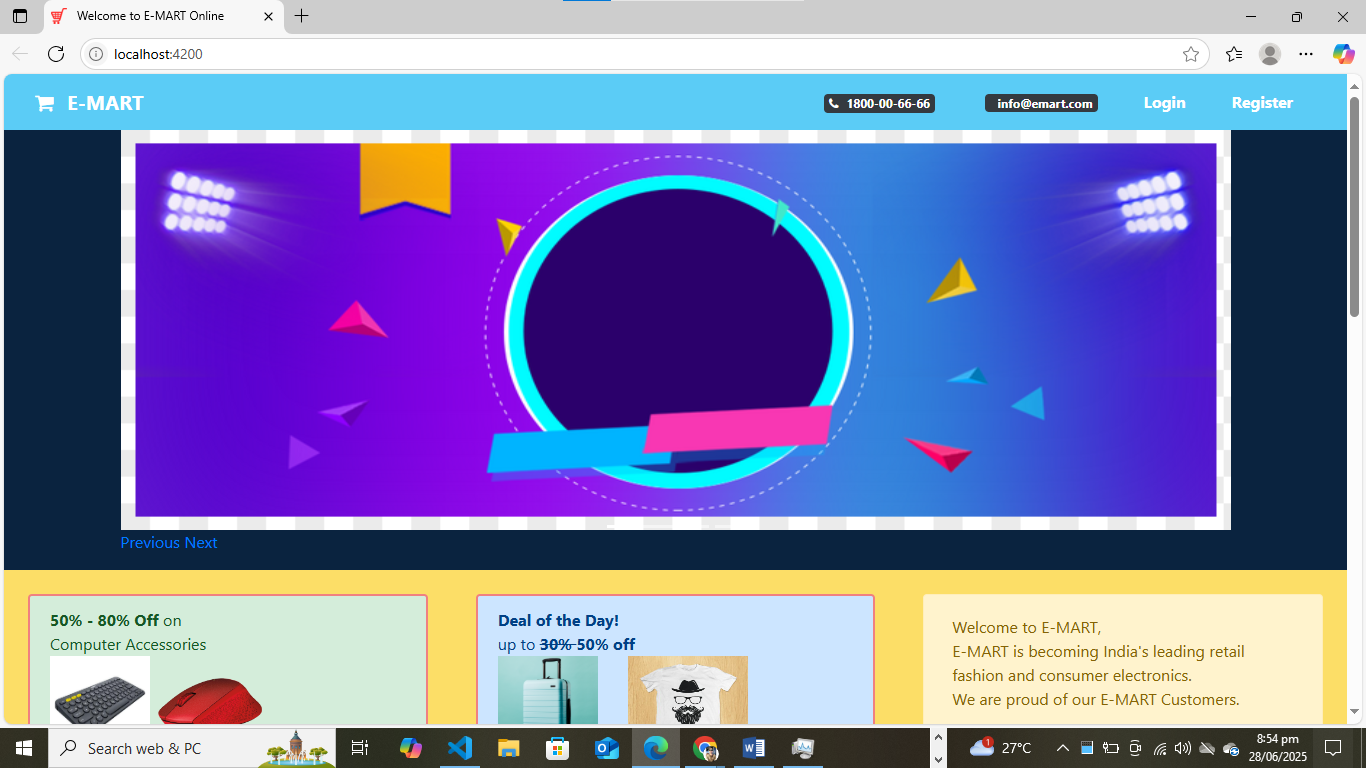 Welcome to E-MART Online
localhost:4200
E-MART
1800-00-66-66
info@emart.com
Login
Register
Previous Next
50% - 80% Off on
Computer Accessories
Deal of the Day!
up to 30% 50% off
Welcome to E-MART,
E-MART is becoming India's leading retail
fashion and consumer electronics.
We are proud of our E-MART Customers.
Search web & PC
1
27°C
8:54 pm
28/06/2025